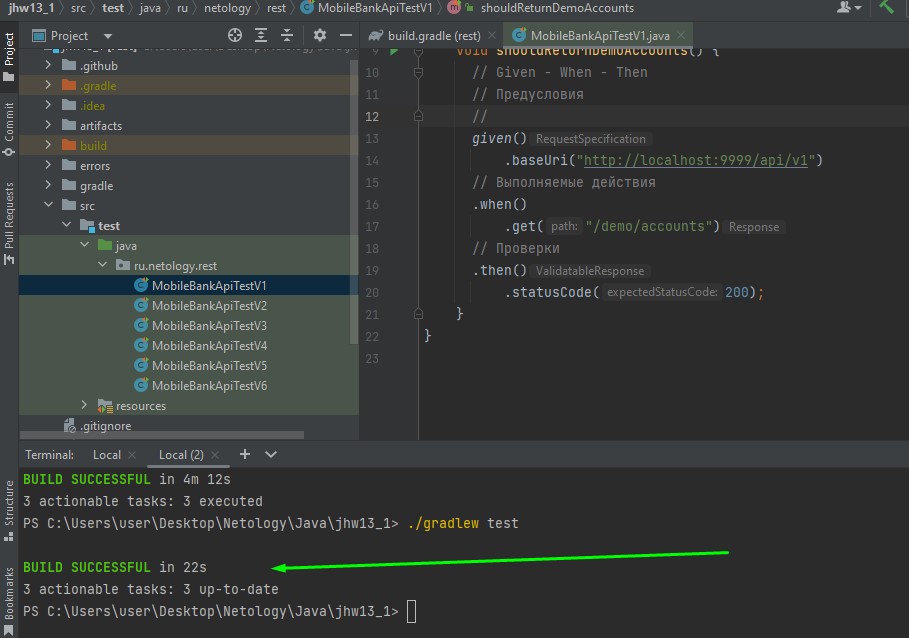 jhw13_1 src test java ru netology rest MobileBankApiTestV1 shouldReturnDemoAccounts
Project
build.gradle (rest)
MobileBankApiTestV1.java
Project
Commit
Pull Requests
Structure
Bookmarks
.github
.gradle
.idea
artifacts
build
errors
gradle
src
test
java
ru.netology.rest
MobileBankApiTestV1
MobileBankApiTestV2
MobileBankApiTestV3
MobileBankApiTestV4
MobileBankApiTestV5
MobileBankApiTestV6
resources
.gitignore
9 void shouldReturnDemoAccounts() {
10 // Given - When - Then
11 // Предусловия
12 //
13 given() RequestSpecification
14 .baseUri("http://localhost:9999/api/v1")
15 // Выполняемые действия
16 .when()
17 .get( path: "/demo/accounts") Response
18 // Проверки
19 .then() ValidatableResponse
20 .statusCode( expectedStatusCode: 200);
21 }
22 }
23
Terminal: Local Local (2)
BUILD SUCCESSFUL in 4m 12s
3 actionable tasks: 3 executed
PS C:\Users\user\Desktop\Netology\Java\jhw13_1> ./gradlew test
BUILD SUCCESSFUL in 22s
3 actionable tasks: 3 up-to-date
PS C:\Users\user\Desktop\Netology\Java\jhw13_1>